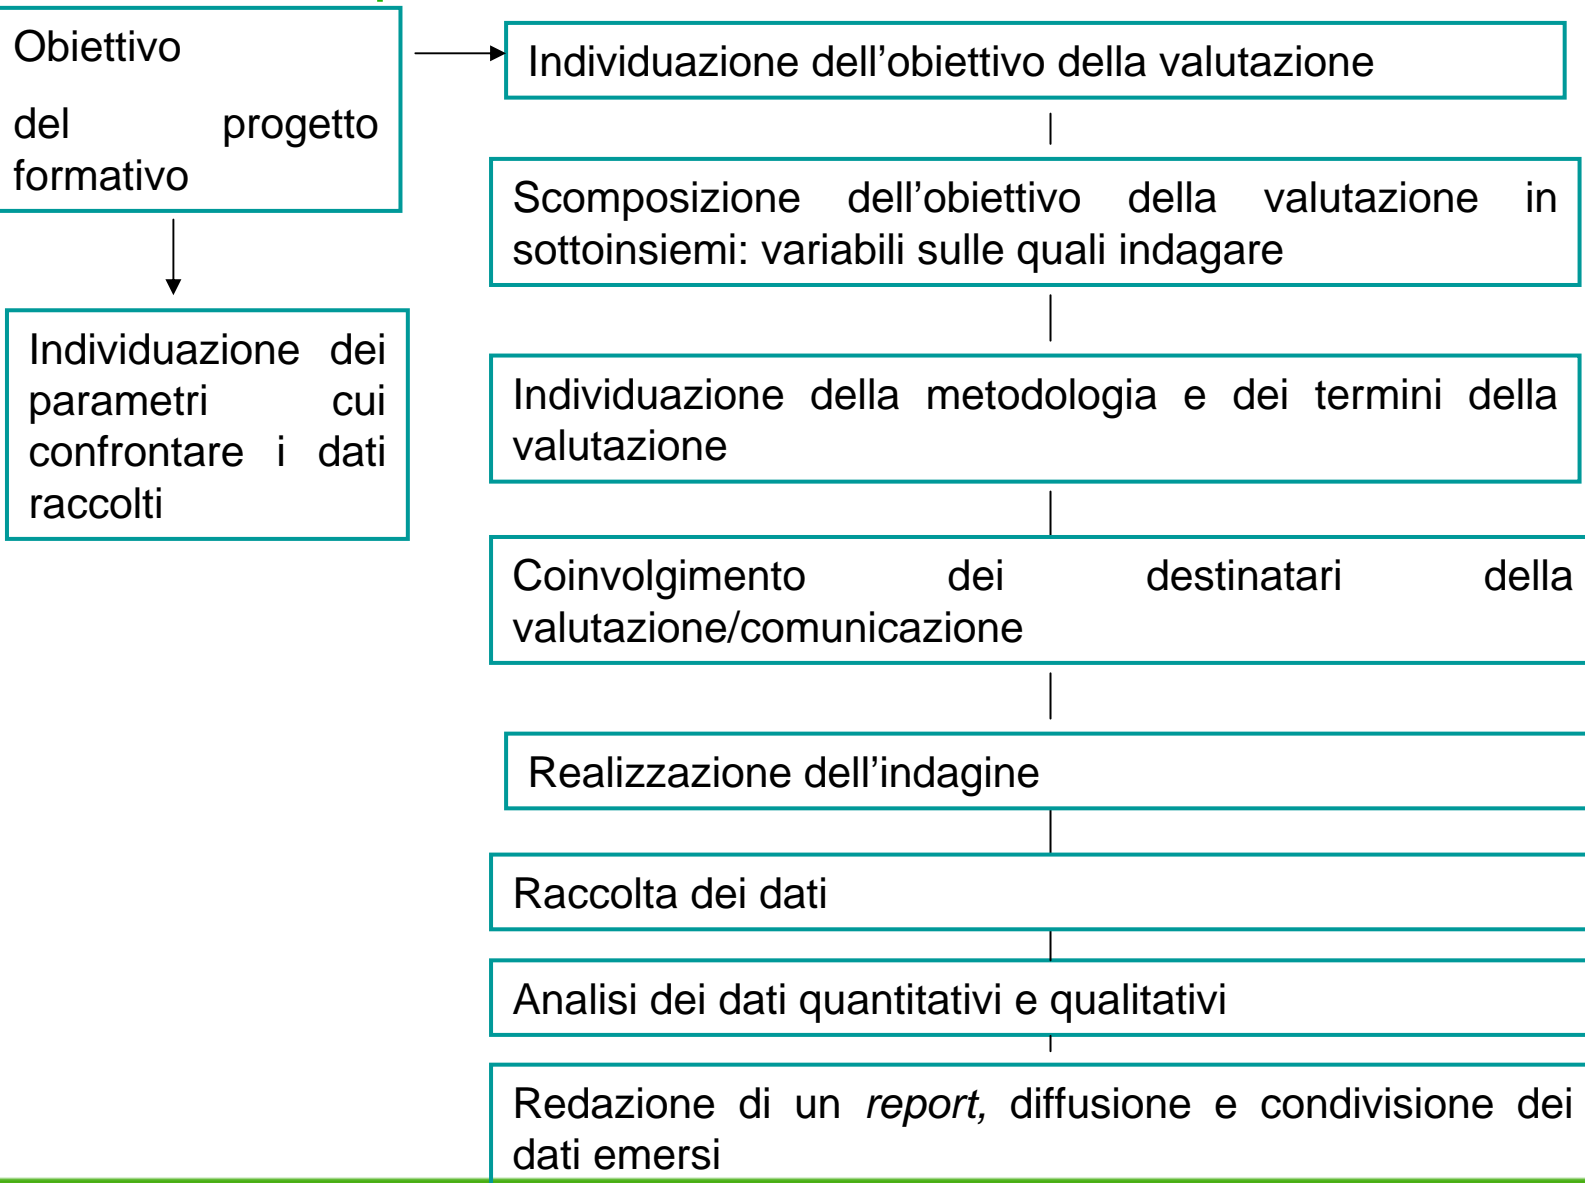 Obiettivo
del progetto
formativo
Individuazione dei
parametri cui
confrontare i dati
raccolti
Individuazione dell’obiettivo della valutazione
Scomposizione dell’obiettivo della valutazione in
sottoinsiemi: variabili sulle quali indagare
Individuazione della metodologia e dei termini della
valutazione
Coinvolgimento dei destinatari della
valutazione/comunicazione
Realizzazione dell’indagine
Raccolta dei dati
Analisi dei dati quantitativi e qualitativi
Redazione di un report, diffusione e condivisione dei
dati emersi